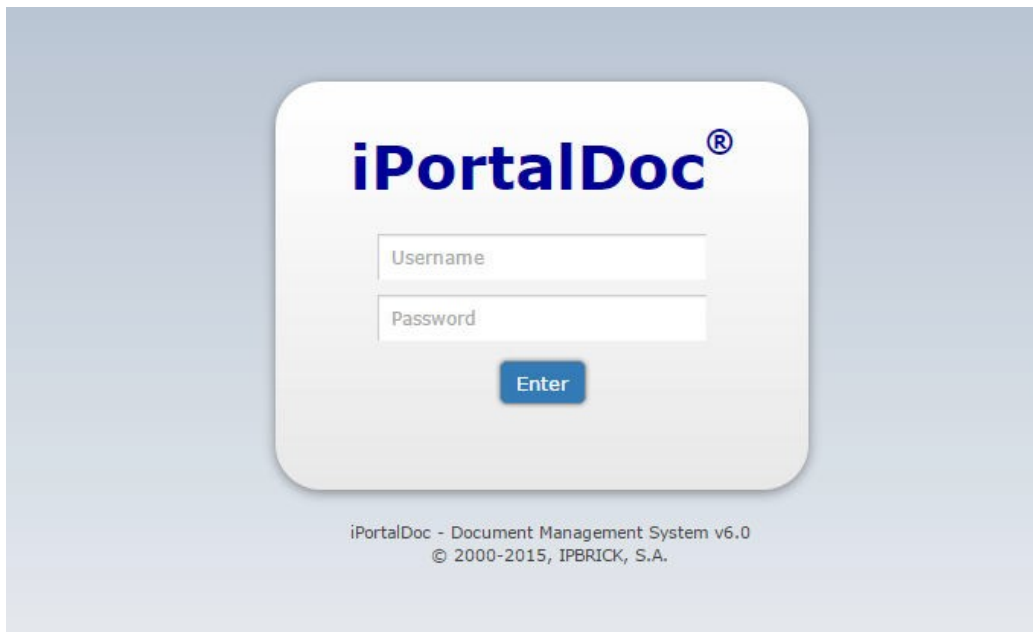 iPortalDoc®
Username
Password
Enter
iPortalDoc - Document Management System v6.0
© 2000-2015, IPBRICK, S.A.